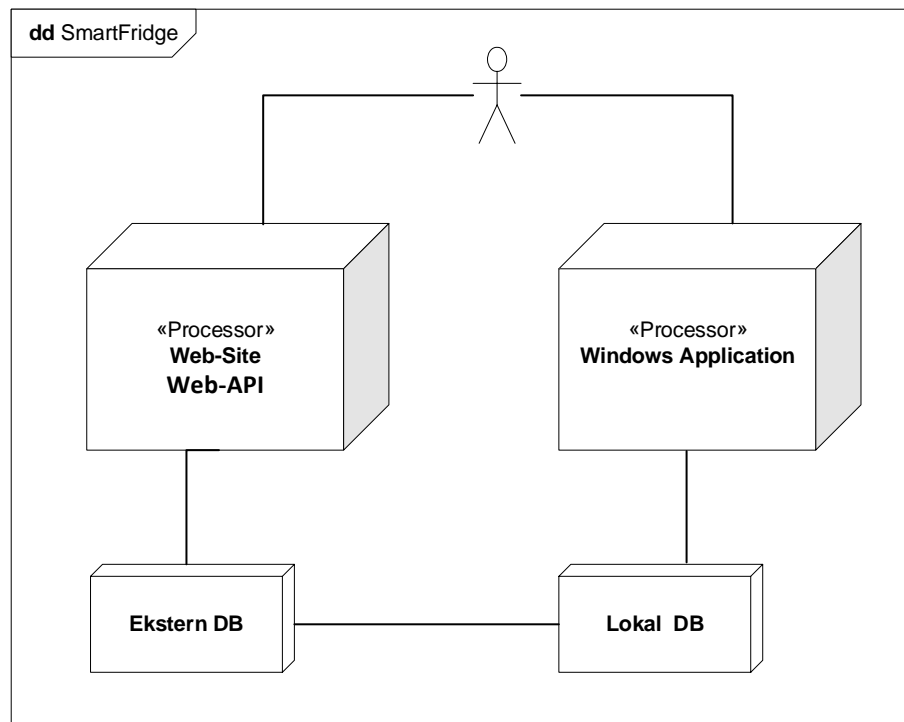 dd SmartFridge
«Processor»
Web-Site
Web-API
«Processor»
Windows Application
Ekstern DB
Lokal DB